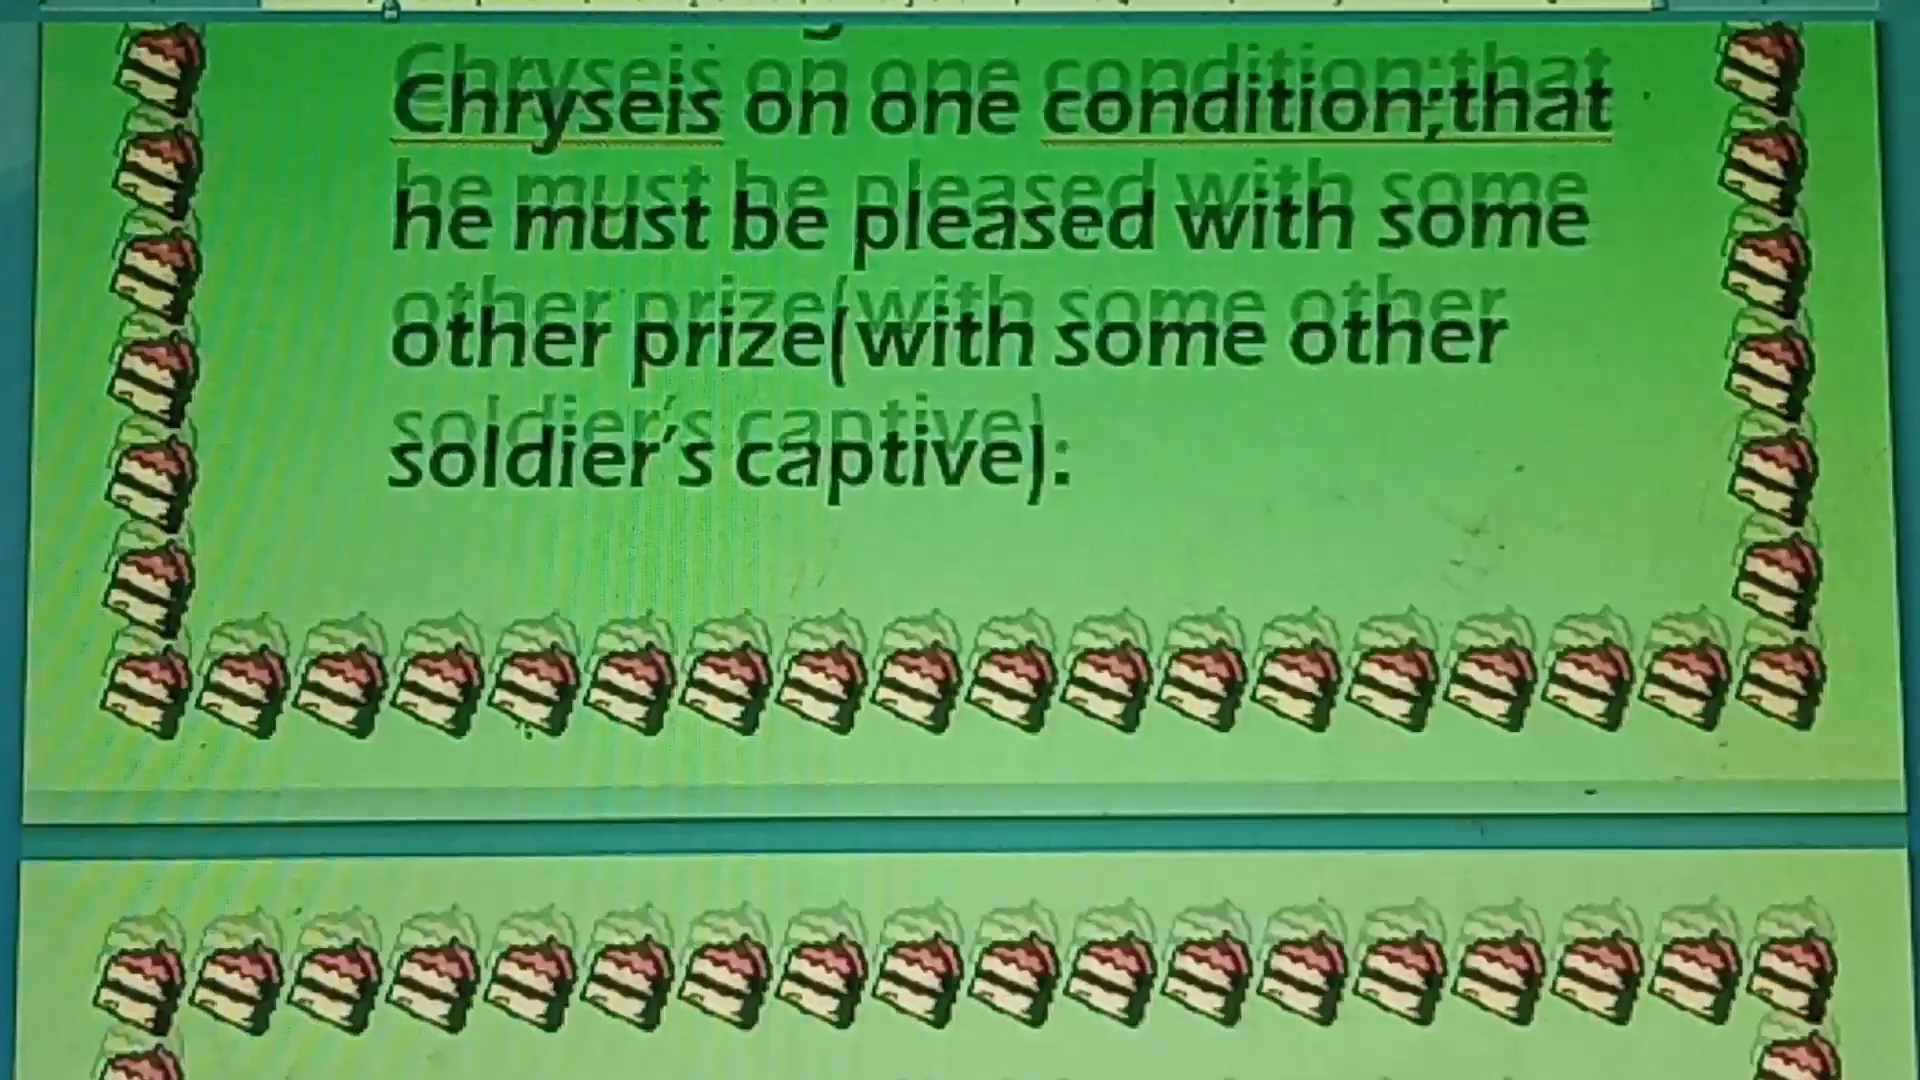 Chryseis on one condition;that
he must be pleased with some
other prize(with some other
soldier's captive):